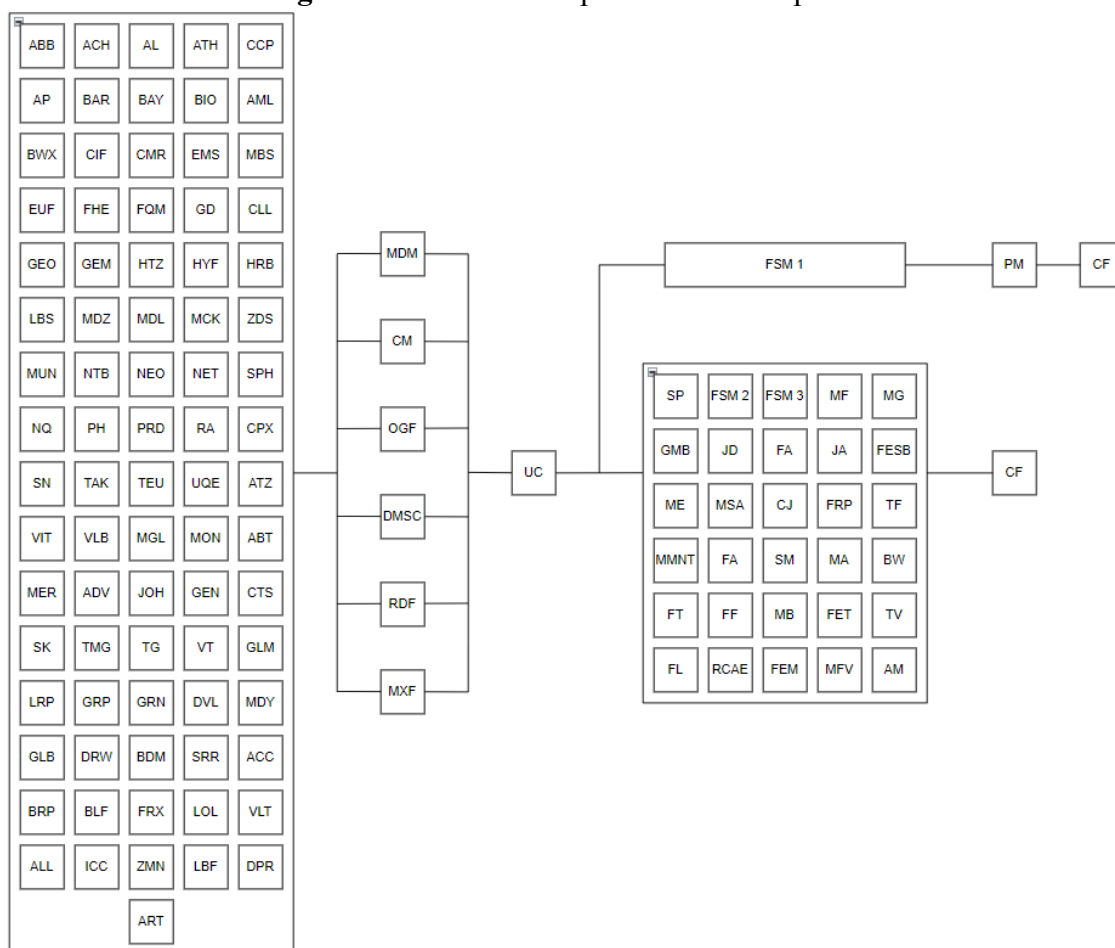 ABB ACH AL ATH CCP
AP BAR BAY BIO AML
BWX CIF CMR EMS MBS
EUF FHE FQM GD CLL
GEO GEM HTZ HYF HRB
LBS MDZ MDL MCK ZDS
MUN NTB NEO NET SPH
NQ PH PRD RA CPX
SN TAK TEU UQE ATZ
VIT VLB MGL MON ABT
MER ADV JOH GEN CTS
SK TMG TG VT GLM
LRP GRP GRN DVL MDY
GLB DRW BDM SRR ACC
BRP BLF FRX LOL VLT
ALL ICC ZMN LBF DPR
ART
MDM
CM
OGF
DMSC
RDF
MXF
UC
FSM 1 PM CF
SP FSM 2 FSM 3 MF MG
GMB JD FA JA FESB
ME MSA CJ FRP TF
MMNT FA SM MA BW
FT FF MB FET TV
FL RCAE FEM MFV AM
CF